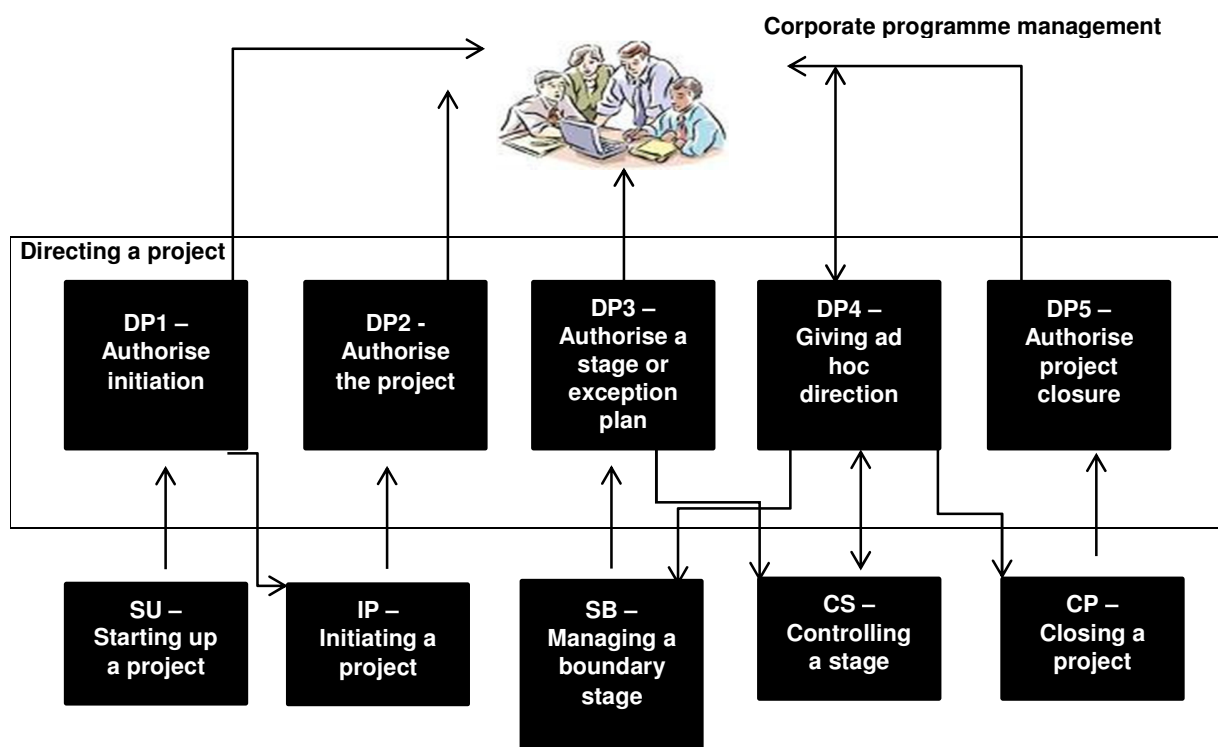 Corporate programme management
Directing a project
DP1 –
Authorise
initiation
DP2 -
Authorise
the project
DP3 –
Authorise a
stage or
exception
plan
DP4 –
Giving ad
hoc
direction
DP5 –
Authorise
project
closure
SU –
Starting up
a project
IP –
Initiating a
project
SB –
Managing a
boundary
stage
CS –
Controlling
a stage
CP –
Closing a
project